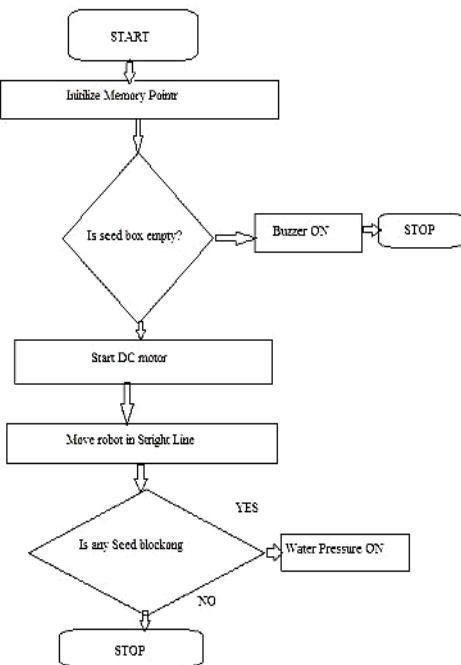 START
Initilize Memory Pointr
Is seed box empty?
Buzzer ON
STOP
Start DC motor
Move robot in Stright Line
YES
Is any Seed blockang
Water Pressure ON
NO
STOP